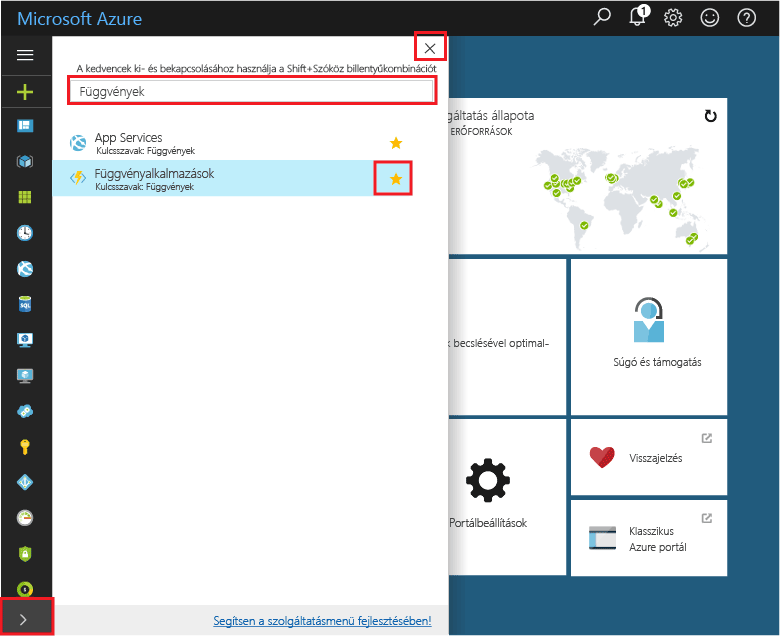 Microsoft Azure
1
A kedvencek ki- és bekapcsolásához használja a Shift+Szóköz billentyűkombinációt
Függvények
App Services
Kulcsszavak: Függvények
Függvényalkalmazások
Kulcsszavak: Függvények
Segítsen a szolgáltatásmenü fejlesztésében!
gáltatás állapota
ERŐFORRÁSOK
k becslésével optimal-
Súgó és támogatás
Portálbeállítások
Visszajelzés
Klasszikus
Azure portál
SQL